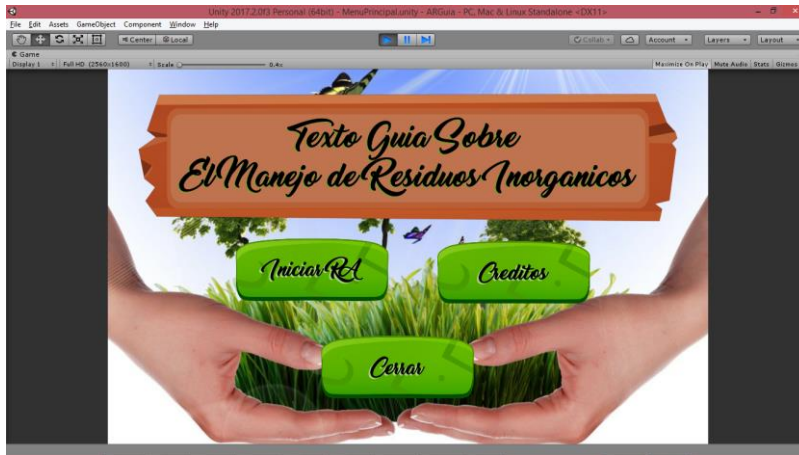 Unity 2017.2.0f3 Personal (64bit) - MenuPrincipal.unity - ARGuia - PC, Mac & Linux Standalone <DX11>
File Edit Assets GameObject Component Window Help
Center Local Collab Account Layers Layout
Game
Display 1 Full HD (2560x1600) Scale 0.4x Maximize On Play Mute Audio Stats Gizmos
Texto Guia Sobre
El Manejo de Residuos Inorganicos
Iniciar RA Creditos
Cerrar